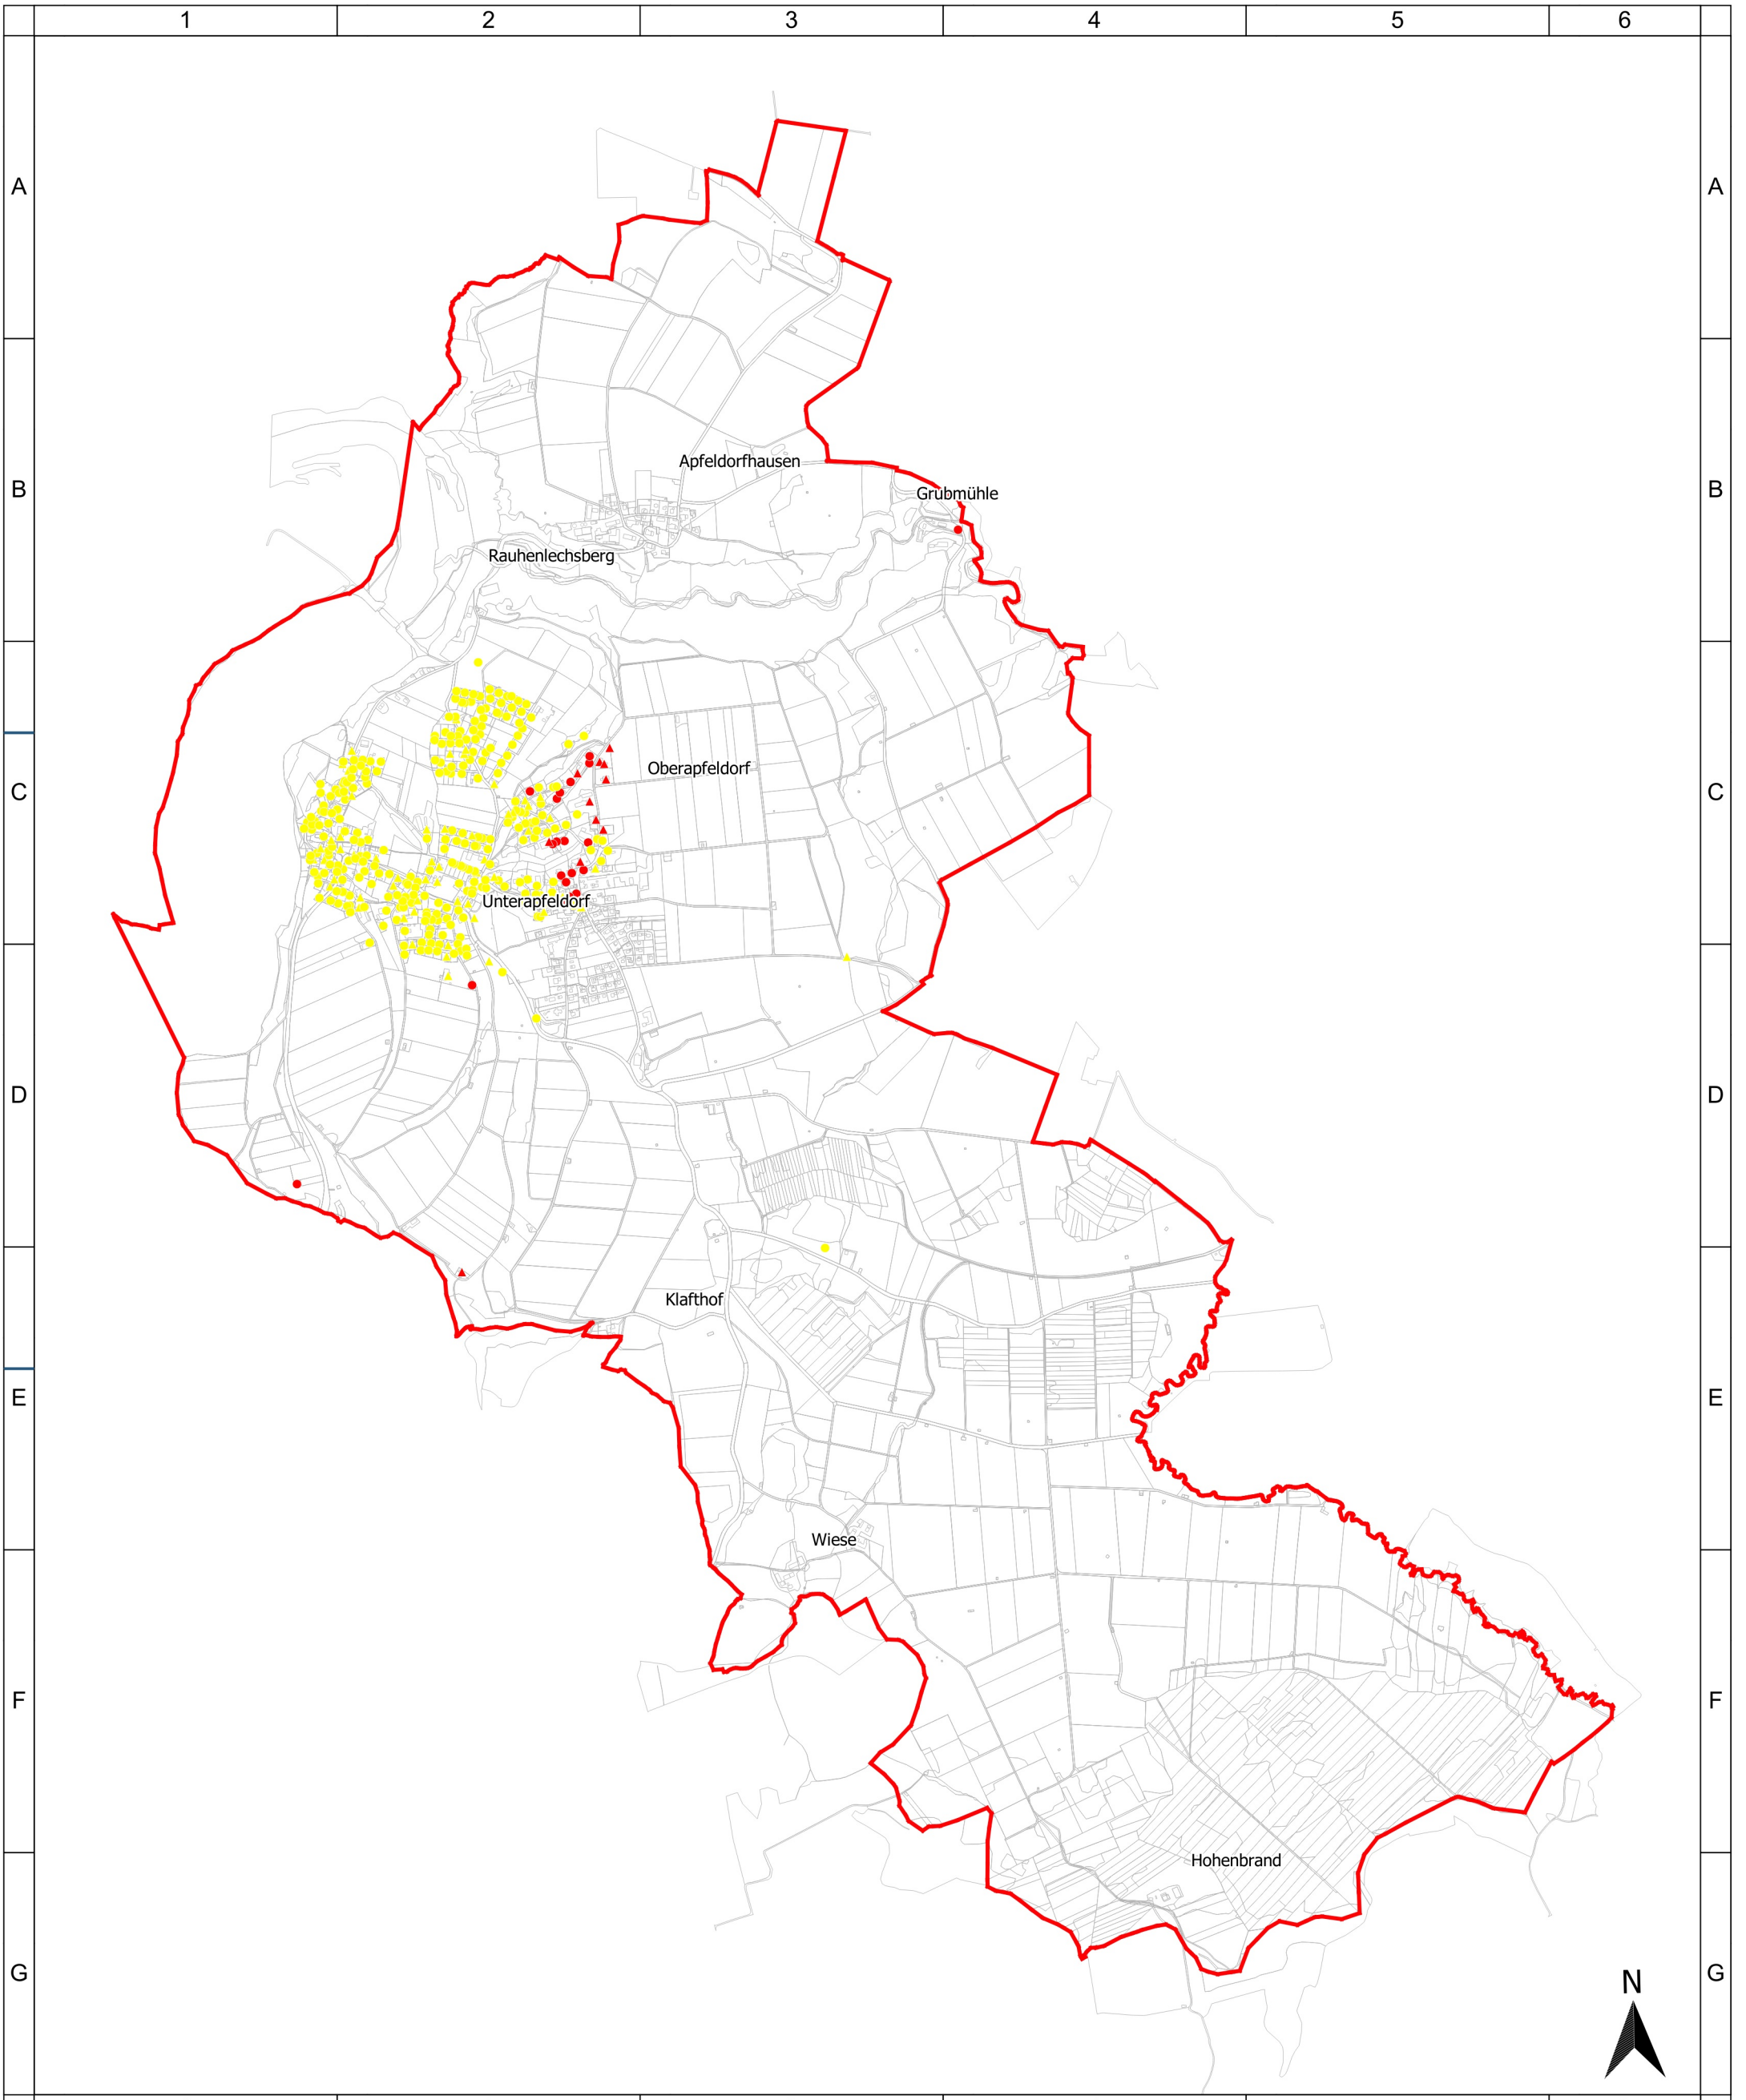 1 2 3 4 5 6
A A
Apfeldorfhausen
B B
Grubmühle
Rauhenlechsberg
Oberapfeldorf
C C
Unterapfeldorf
D D
Klafthof
E E
Wiese
F F
Hohenbrand
G G
N